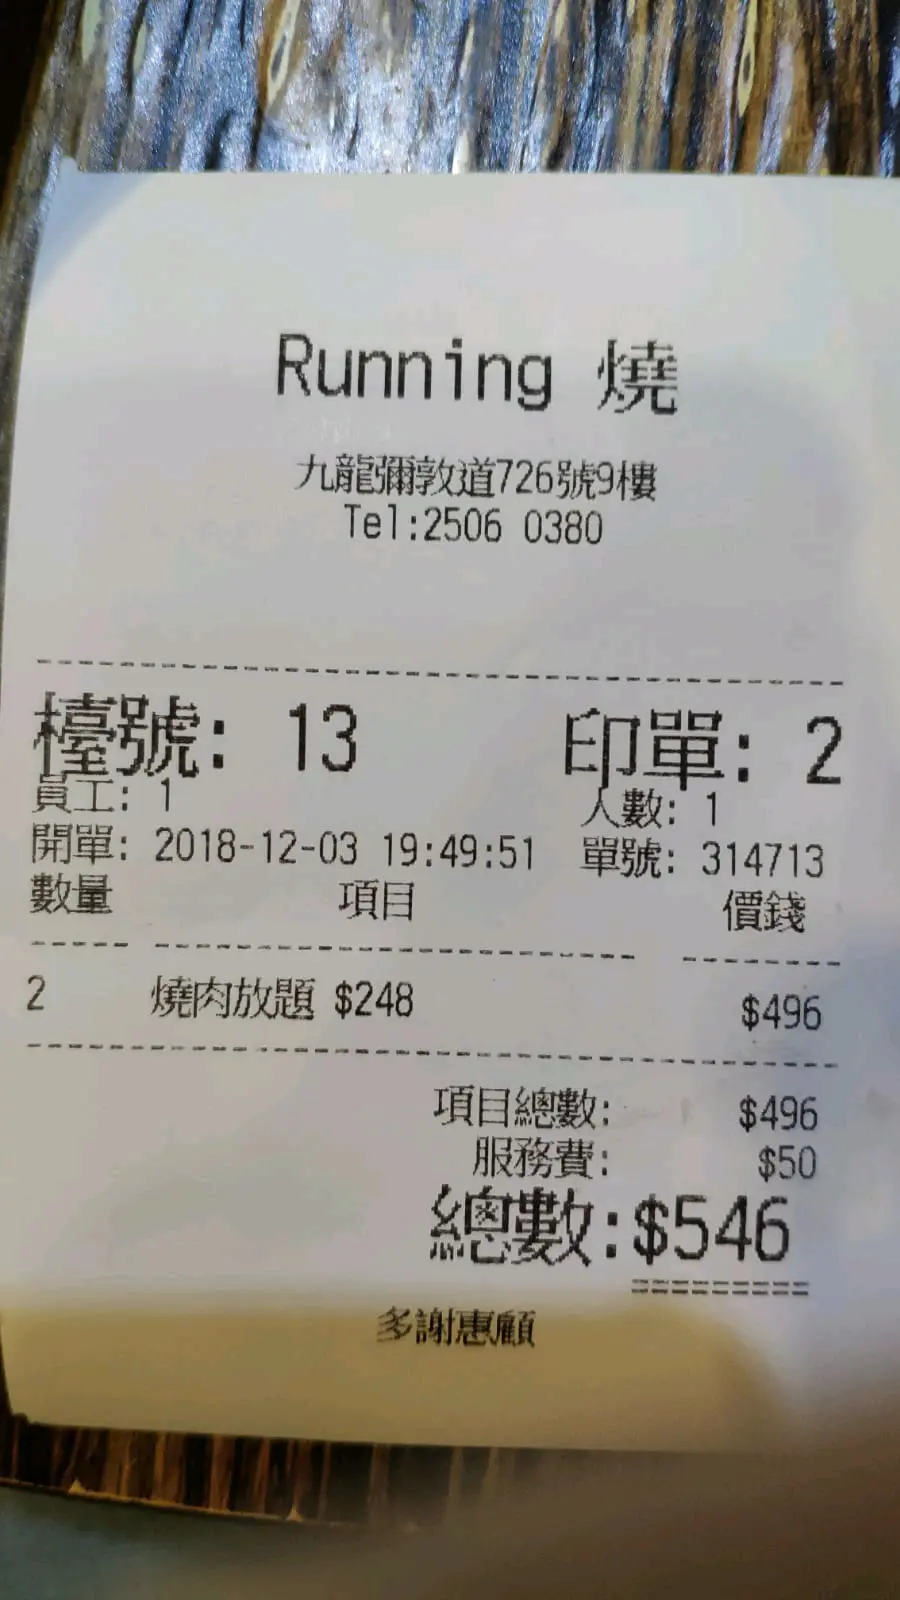 Running 燒
九龍彌敦道726號9樓
Tel:2506 0380
檯號: 13 印單: 2
員工: 1 人數: 1
開單: 2018-12-03 19:49:51 單號: 314713
數量 項目 價錢
2 燒肉放題 $248 $496
項目總數: $496
服務費: $50
總數:$546
多謝惠顧